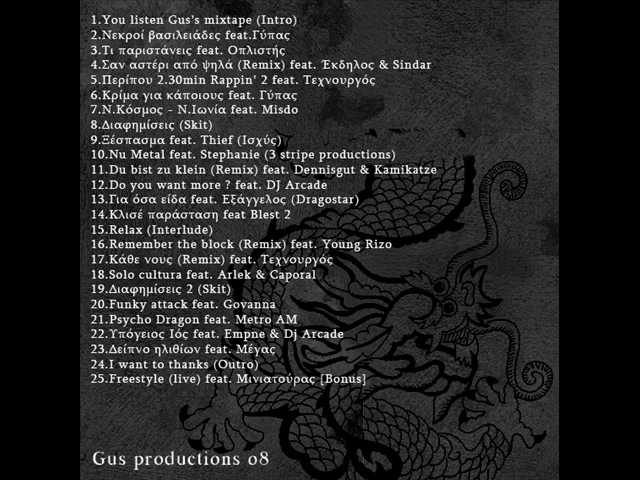 1.You listen Gus's mixtape (Intro)
2.Νεκροί βασιλειάδες feat.Γύπας
3.Τι παριστάνεις feat. Οπλιστής
4.Σαν αστέρι από ψηλά (Remix) feat. Έκδηλος & Sindar
5.Περίπου 2.30min Rappin' 2 feat. Τεχνουργός
6.Κρίμα για κάποιους feat. Γύπας
7.Ν.Κόσμος - Ν.Ιωνία feat. Misdo
8.Διαφημίσεις (Skit)
9.Ξέσπασμα feat. Thief (Ισχύς)
10.Nu Metal feat. Stephanie (3 stripe productions)
11.Du bist zu klein (Remix) feat. Dennisgut & Kamikatze
12.Do you want more ? feat. DJ Arcade
13.Για όσα είδα feat. Εξάγγελος (Dragostar)
14.Κλισέ παράσταση feat Blest 2
15.Relax (Interlude)
16.Remember the block (Remix) feat. Young Rizo
17.Κάθε νους (Remix) feat. Τεχνουργός
18.Solo cultura feat. Arlek & Caporal
19.Διαφημίσεις 2 (Skit)
20.Funky attack feat. Govanna
21.Psycho Dragon feat. Metro AM
22.Υπόγειος Ιός feat. Empne & Dj Arcade
23.Δείπνο ηλιθίων feat. Μέγας
24.I want to thanks (Outro)
25.Freestyle (live) feat. Μινιατούρας [Bonus]
Gus productions 08